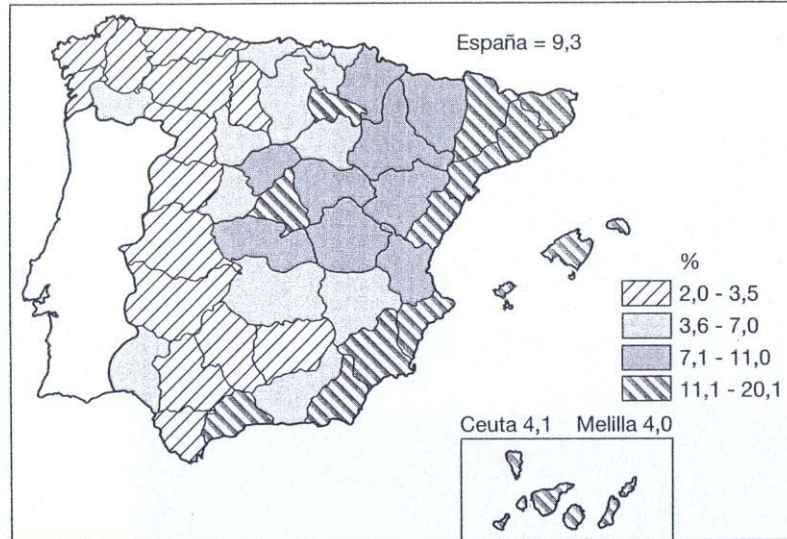 España = 9,3
%
2,0 - 3,5
3,6 - 7,0
7,1 - 11,0
11,1 - 20,1
Ceuta 4,1 Melilla 4,0